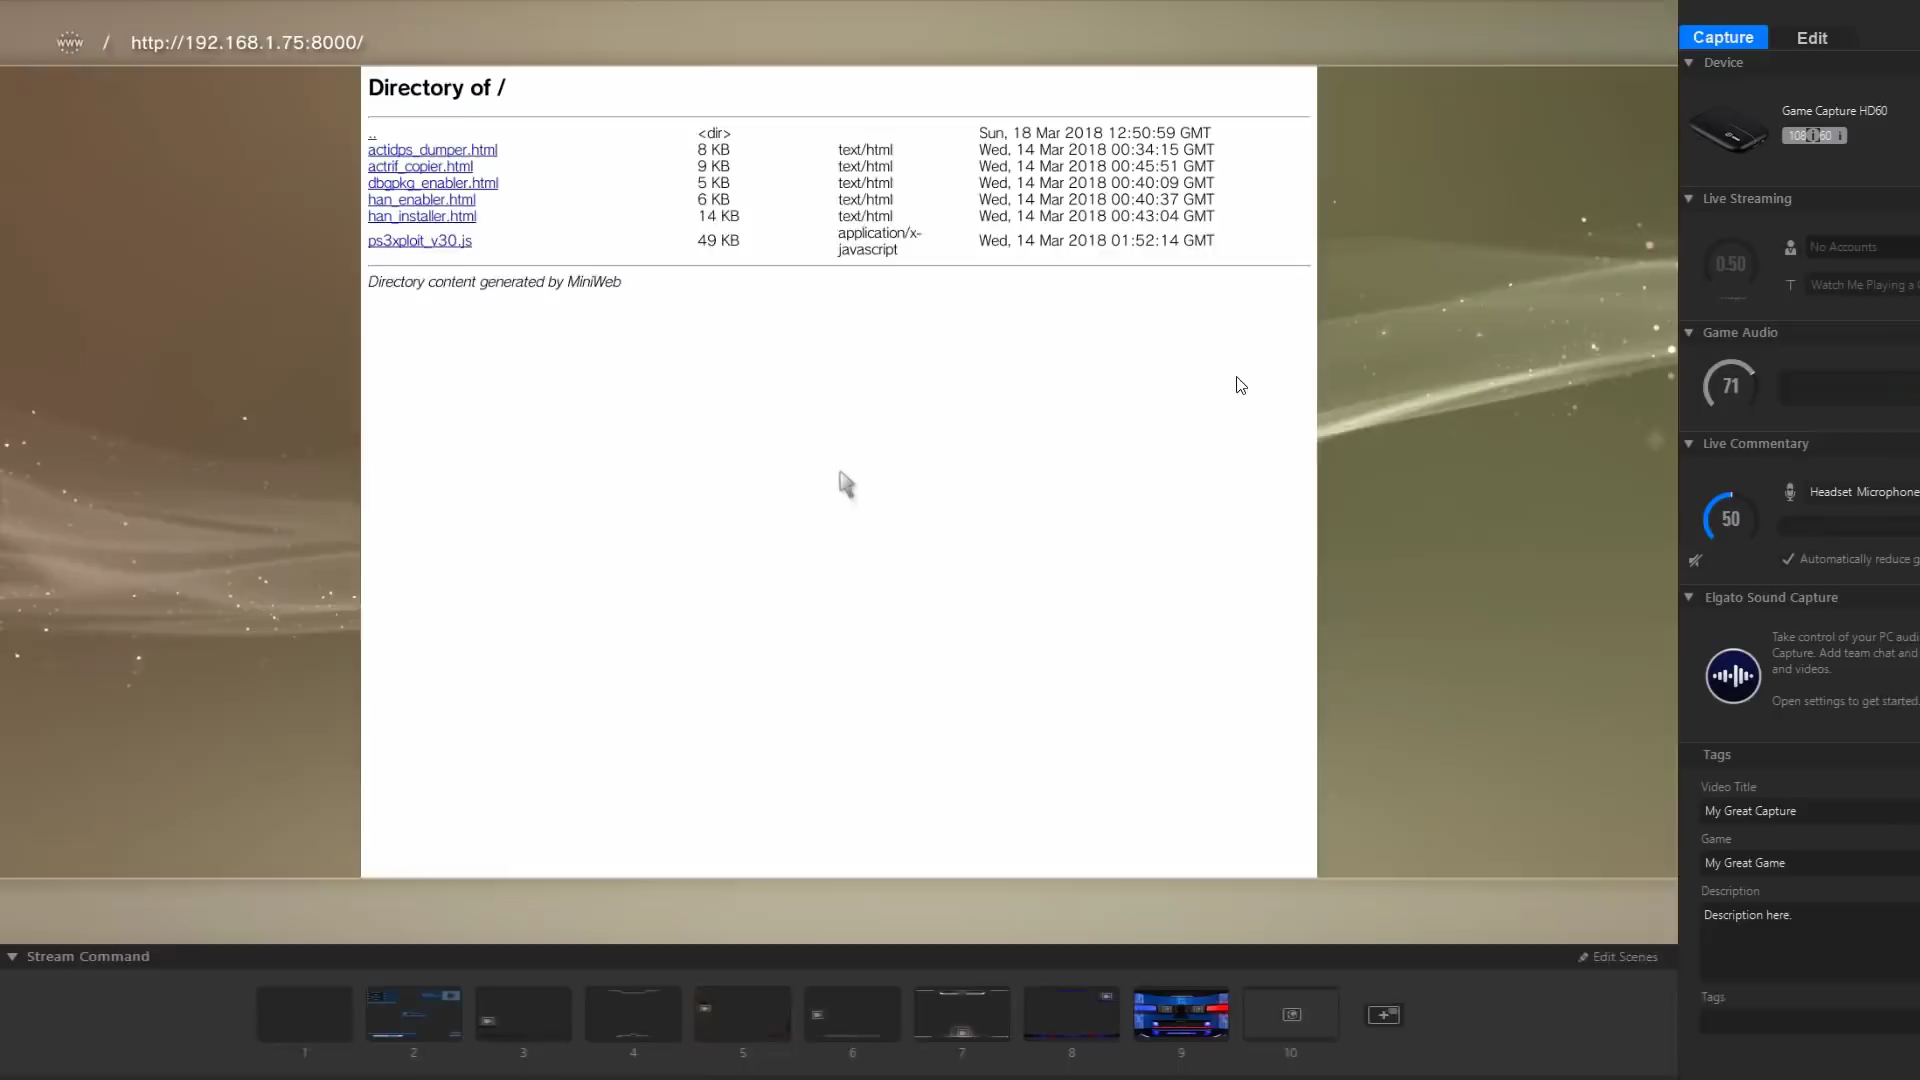 www / http://192.168.1.75:8000/
Directory of /
.. <dir> Sun, 18 Mar 2018 12:50:59 GMT
actidps_dumper.html 8 KB text/html Wed, 14 Mar 2018 00:34:15 GMT
actrif_copier.html 9 KB text/html Wed, 14 Mar 2018 00:45:51 GMT
dbgpkg_enabler.html 5 KB text/html Wed, 14 Mar 2018 00:40:09 GMT
han_enabler.html 6 KB text/html Wed, 14 Mar 2018 00:40:37 GMT
han_installer.html 14 KB text/html Wed, 14 Mar 2018 00:43:04 GMT
ps3xploit_v30.js 49 KB application/x-javascript Wed, 14 Mar 2018 01:52:14 GMT
Directory content generated by MiniWeb
Capture Edit
Device
Game Capture HD60
Live Streaming
0.50
No Accounts
Watch Me Playing a
Game Audio
71
Live Commentary
Headset Microphone
50
Automatically reduce g
Elgato Sound Capture
Take control of your PC audi
Capture. Add team chat and
and videos.
Open settings to get started.
Tags
Video Title
My Great Capture
Game
My Great Game
Description
Description here.
Tags
Stream Command
Edit Scenes
1 2 3 4 5 6 7 8 9 10